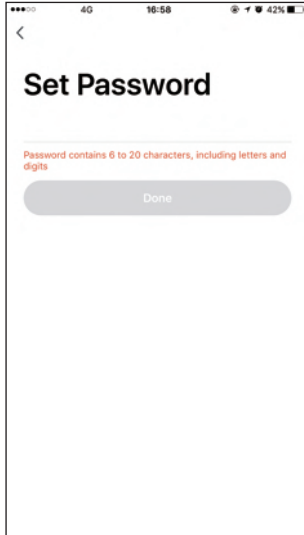 4G 16:58 42%
Set Password
Password contains 6 to 20 characters, including letters and
digits
Done